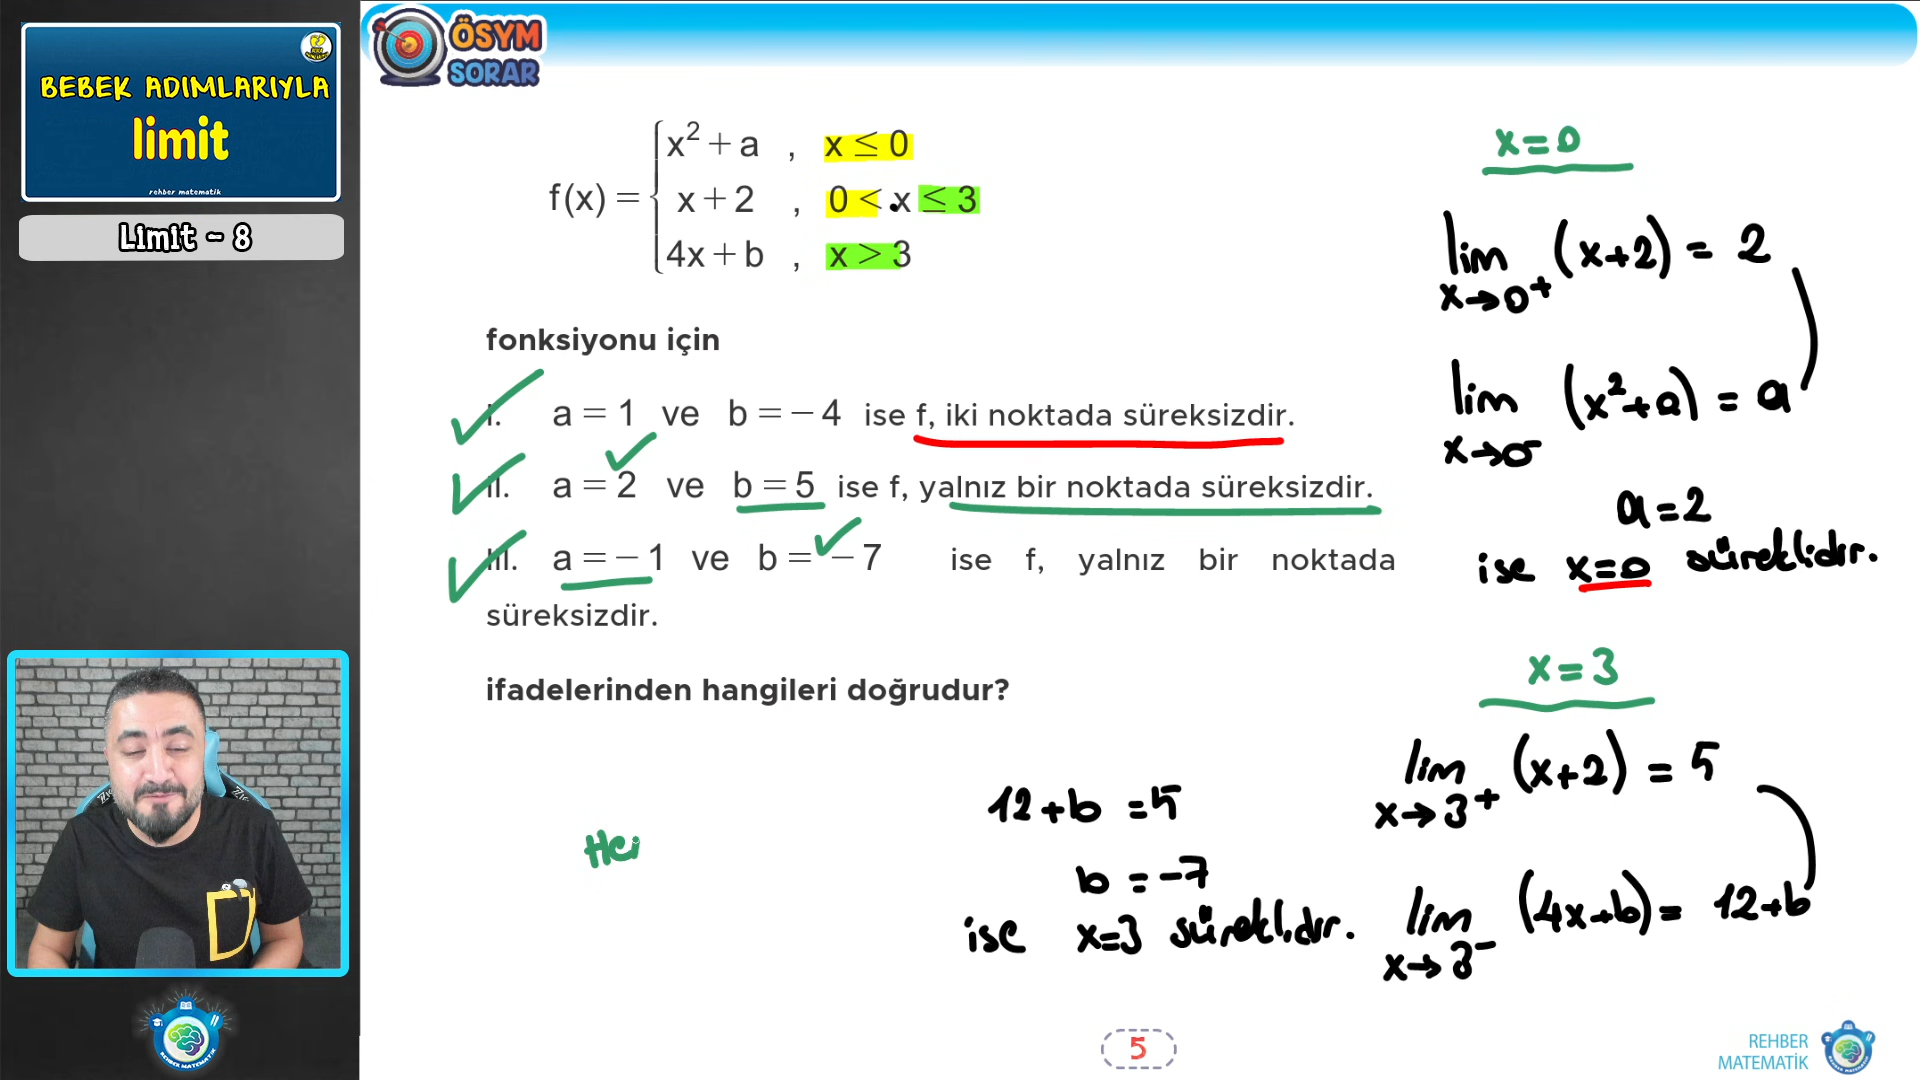 BEBEK ADIMLARIYLA
limit
rehber matematik
Limit - 8
ÖSYM
SORAR
f(x) = { x² + a , x ≤ 0
x + 2 , 0 < x ≤ 3
4x + b , x > 3
fonksiyonu için
I. a = 1 ve b = − 4 ise f, iki noktada süreksizdir.
II. a = 2 ve b = 5 ise f, yalnız bir noktada süreksizdir.
III. a = − 1 ve b = − 7 ise f, yalnız bir noktada
süreksizdir.
ifadelerinden hangileri doğrudur?
Hei
x=0
lim (x+2) = 2
x→0⁺
lim (x²+a) = a
x→0⁻
a=2
ise x=0 süreklidir.
x=3
lim (x+2) = 5
x→3⁺
lim (4x+b) = 12+b
x→3⁻
12+b =5
b =-7
ise x=3 süreklidir.
5
REHBER
MATEMATİK
REHBER MATEMATİK